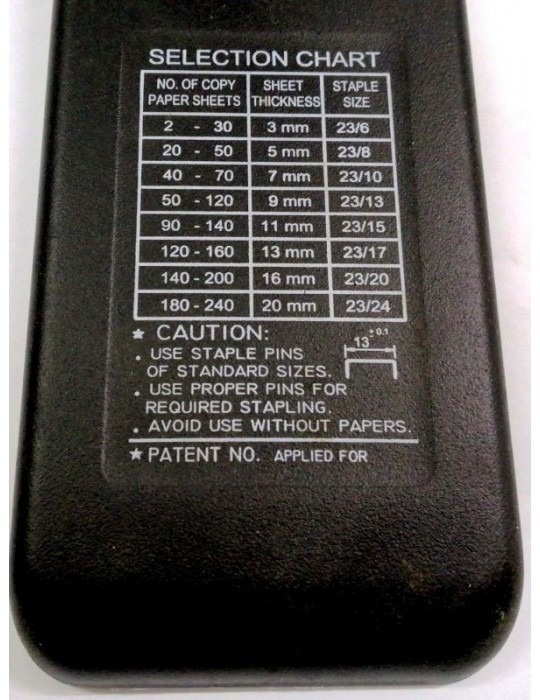 SELECTION CHART
NO. OF COPY PAPER SHEETS SHEET THICKNESS STAPLE SIZE
2 - 30 3 mm 23/6
20 - 50 5 mm 23/8
40 - 70 7 mm 23/10
50 - 120 9 mm 23/13
90 - 140 11 mm 23/15
120 - 160 13 mm 23/17
140 - 200 16 mm 23/20
180 - 240 20 mm 23/24
★ CAUTION:
13 ± 0.1
. USE STAPLE PINS
OF STANDARD SIZES.
. USE PROPER PINS FOR
REQUIRED STAPLING.
. AVOID USE WITHOUT PAPERS.
★ PATENT NO. APPLIED FOR